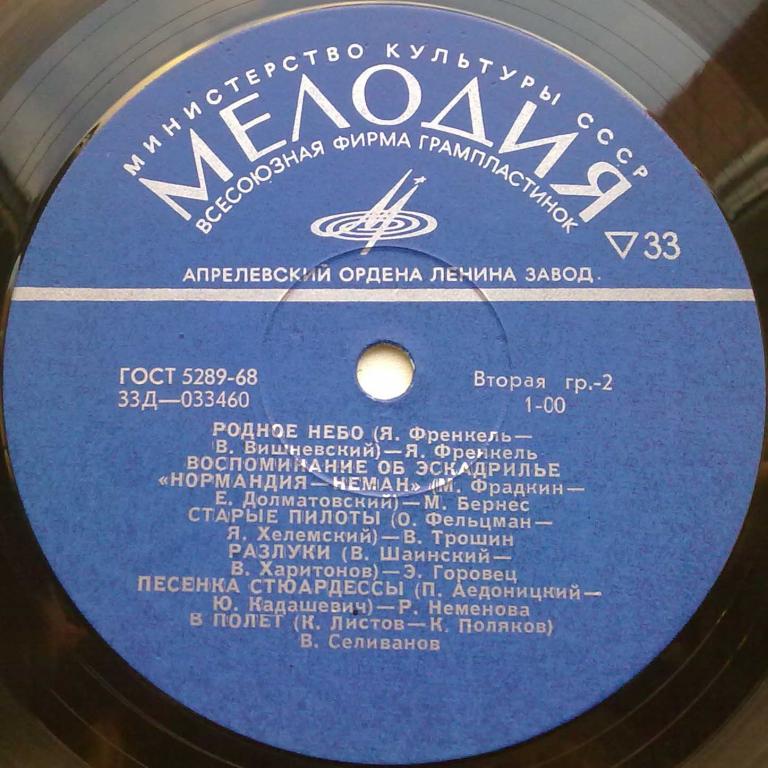 МИНИСТЕРСТВО КУЛЬТУРЫ СССР
МЕЛОДИЯ
ВСЕСОЮЗНАЯ ФИРМА ГРАМПЛАСТИНОК
▽33
АПРЕЛЕВСКИЙ ОРДЕНА ЛЕНИНА ЗАВОД.
ГОСТ 5289-68
33Д—033460
Вторая гр.-2
1-00
РОДНОЕ НЕБО (Я. Френкель—
В. Вишневский)—Я. Френкель
ВОСПОМИНАНИЕ ОБ ЭСКАДРИЛЬЕ
«НОРМАНДИЯ—НЕМАН» (М. Фрадкин—
Е. Долматовский)—М. Бернес
СТАРЫЕ ПИЛОТЫ (О. Фельцман—
Я. Хелемский)—В. Трошин
РАЗЛУКИ (В. Шаинский—
В. Харитонов)—Э. Горовец
ПЕСЕНКА СТЮАРДЕССЫ (П. Аедоницкий—
Ю. Кадашевич)—Р. Неменова
В ПОЛЕТ (К. Листов—К. Поляков)
В. Селиванов